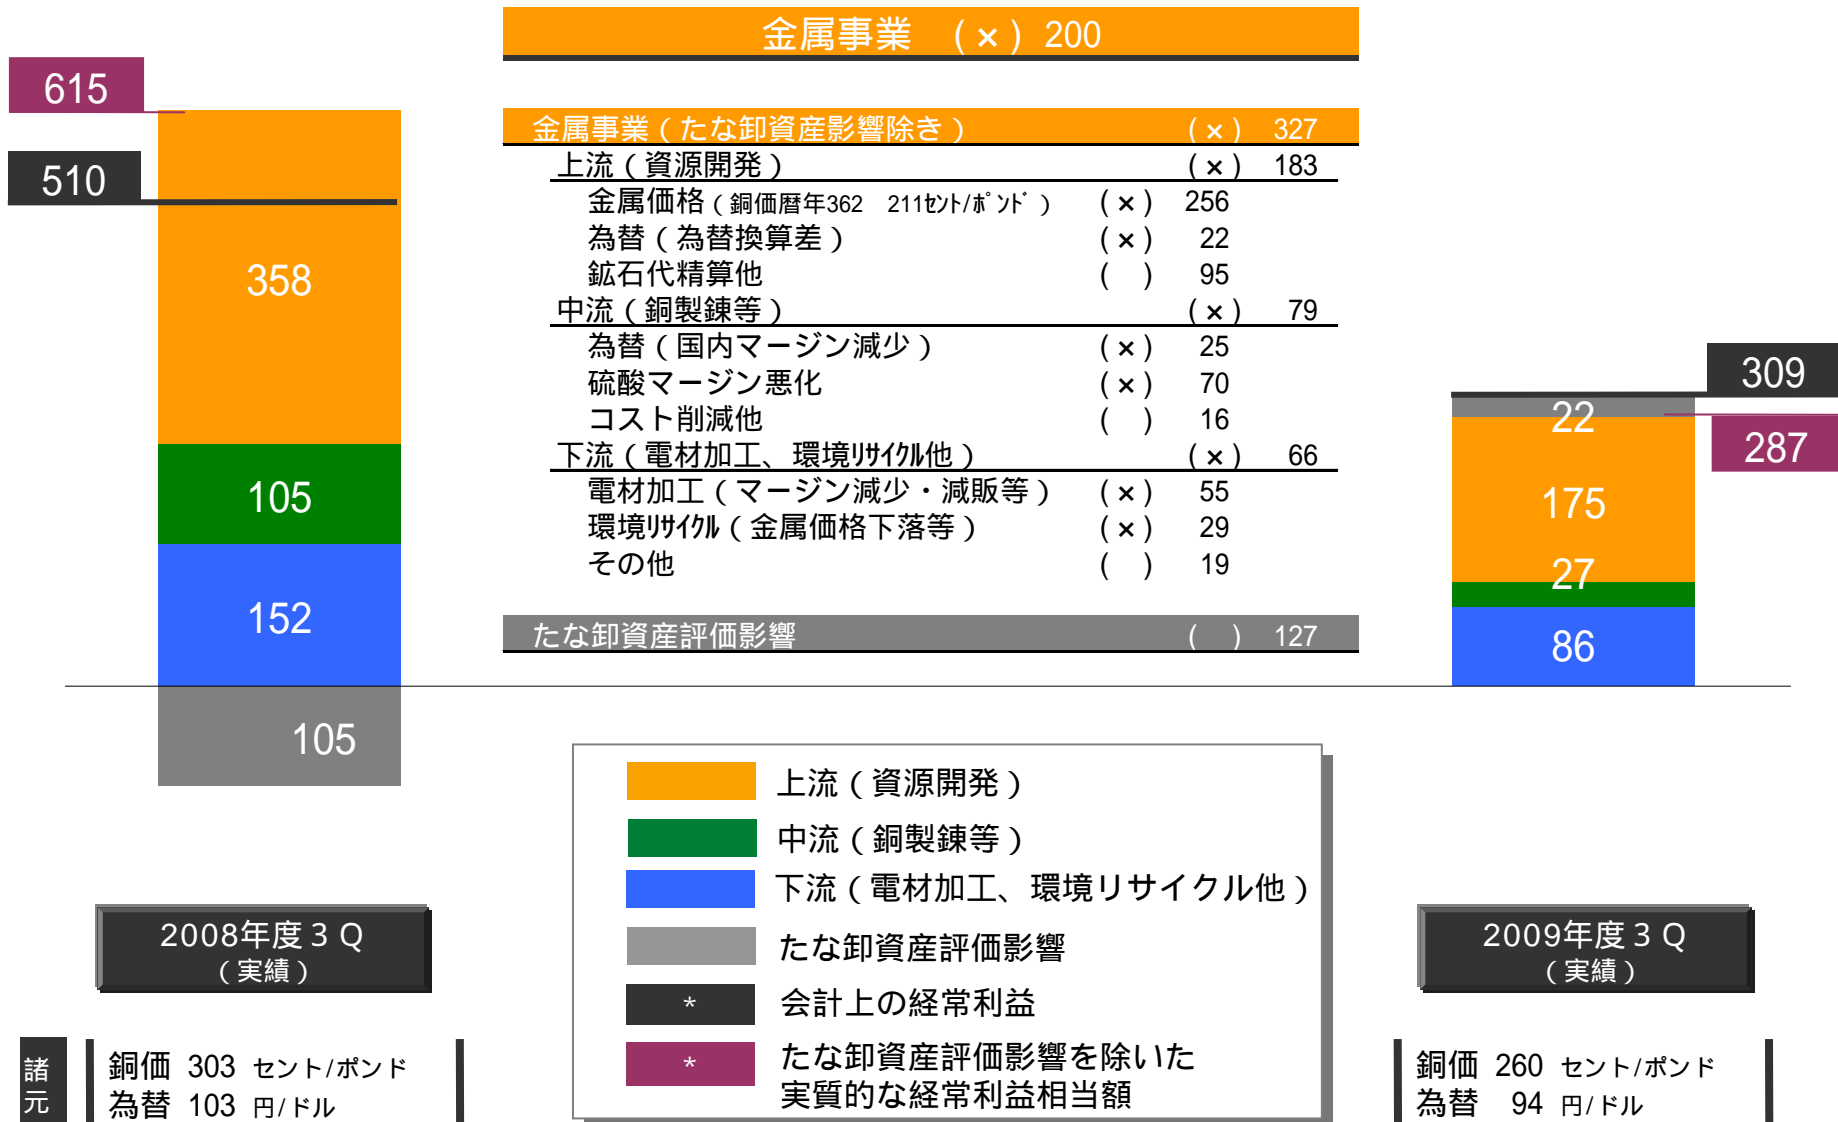 金属事業 (×) 200
615
510
358
105
152
105
金属事業(たな卸資産影響除き) (×) 327
上流(資源開発) (×) 183
金属価格(銅価暦年362 211ｾﾝﾄ/ﾎﾟﾝﾄﾞ) (×) 256
為替(為替換算差) (×) 22
鉱石代精算他 ( ) 95
中流(銅製錬等) (×) 79
為替(国内マージン減少) (×) 25
硫酸マージン悪化 (×) 70
コスト削減他 ( ) 16
下流(電材加工、環境ﾘｻｲｸﾙ他) (×) 66
電材加工(マージン減少・減販等) (×) 55
環境ﾘｻｲｸﾙ(金属価格下落等) (×) 29
その他 ( ) 19
たな卸資産評価影響 ( ) 127
309
22
287
175
27
86
上流(資源開発)
中流(銅製錬等)
下流(電材加工、環境リサイクル他)
たな卸資産評価影響
* 会計上の経常利益
* たな卸資産評価影響を除いた
実質的な経常利益相当額
2008年度3Q
(実績)
2009年度3Q
(実績)
諸元
銅価 303 セント/ポンド
為替 103 円/ドル
銅価 260 セント/ポンド
為替 94 円/ドル